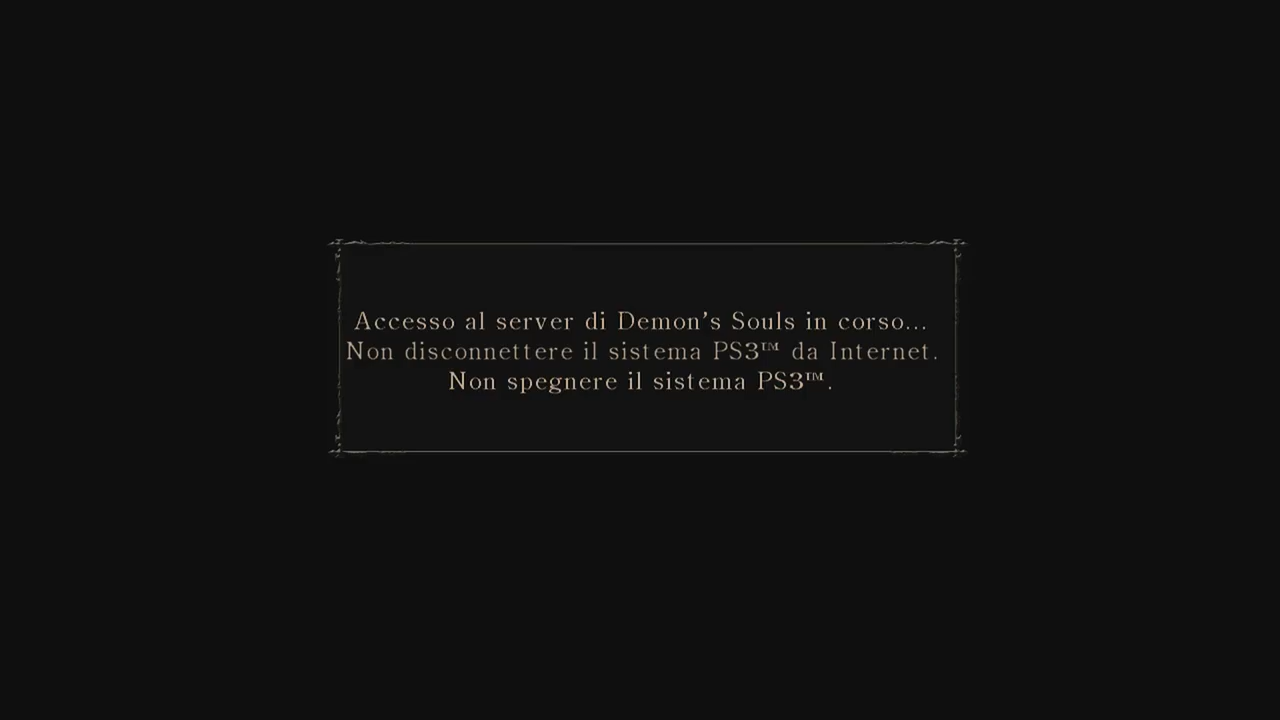 Accesso al server di Demon’s Souls in corso...
Non disconnettere il sistema PS3™ da Internet.
Non spegnere il sistema PS3™.